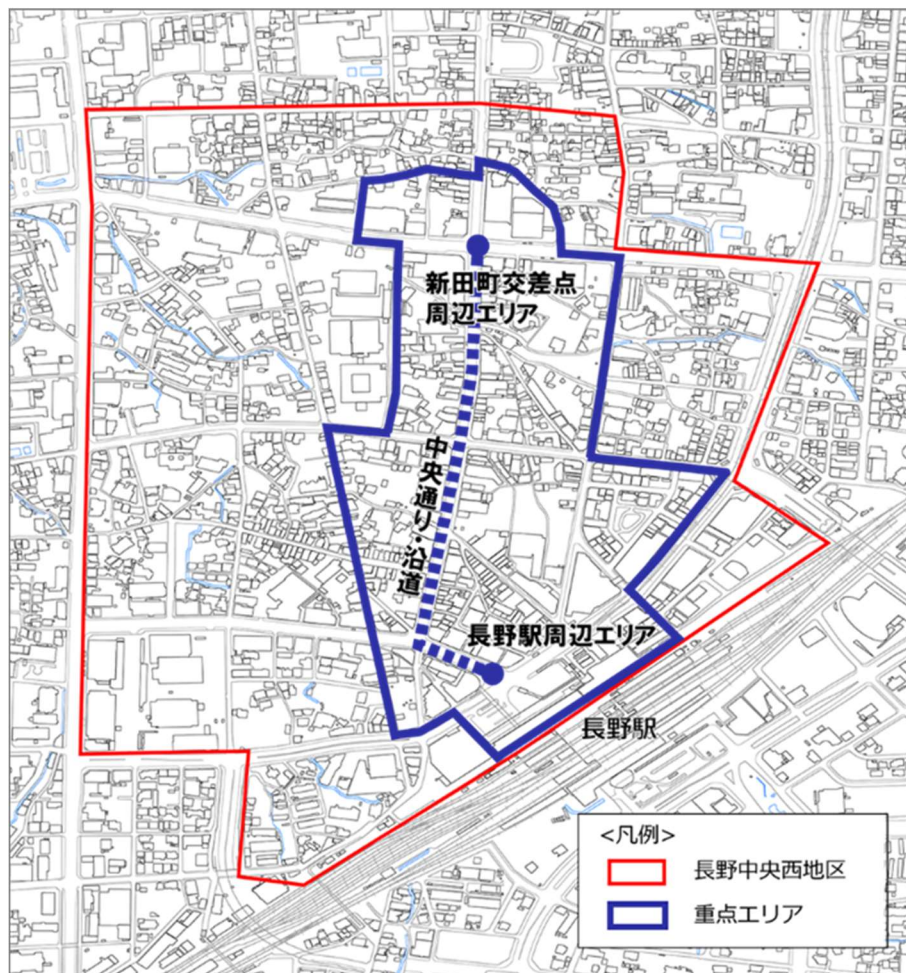 新田町交差点
周辺エリア
中央通り・沿道
長野駅周辺エリア
長野駅
<凡例>
長野中央西地区
重点エリア